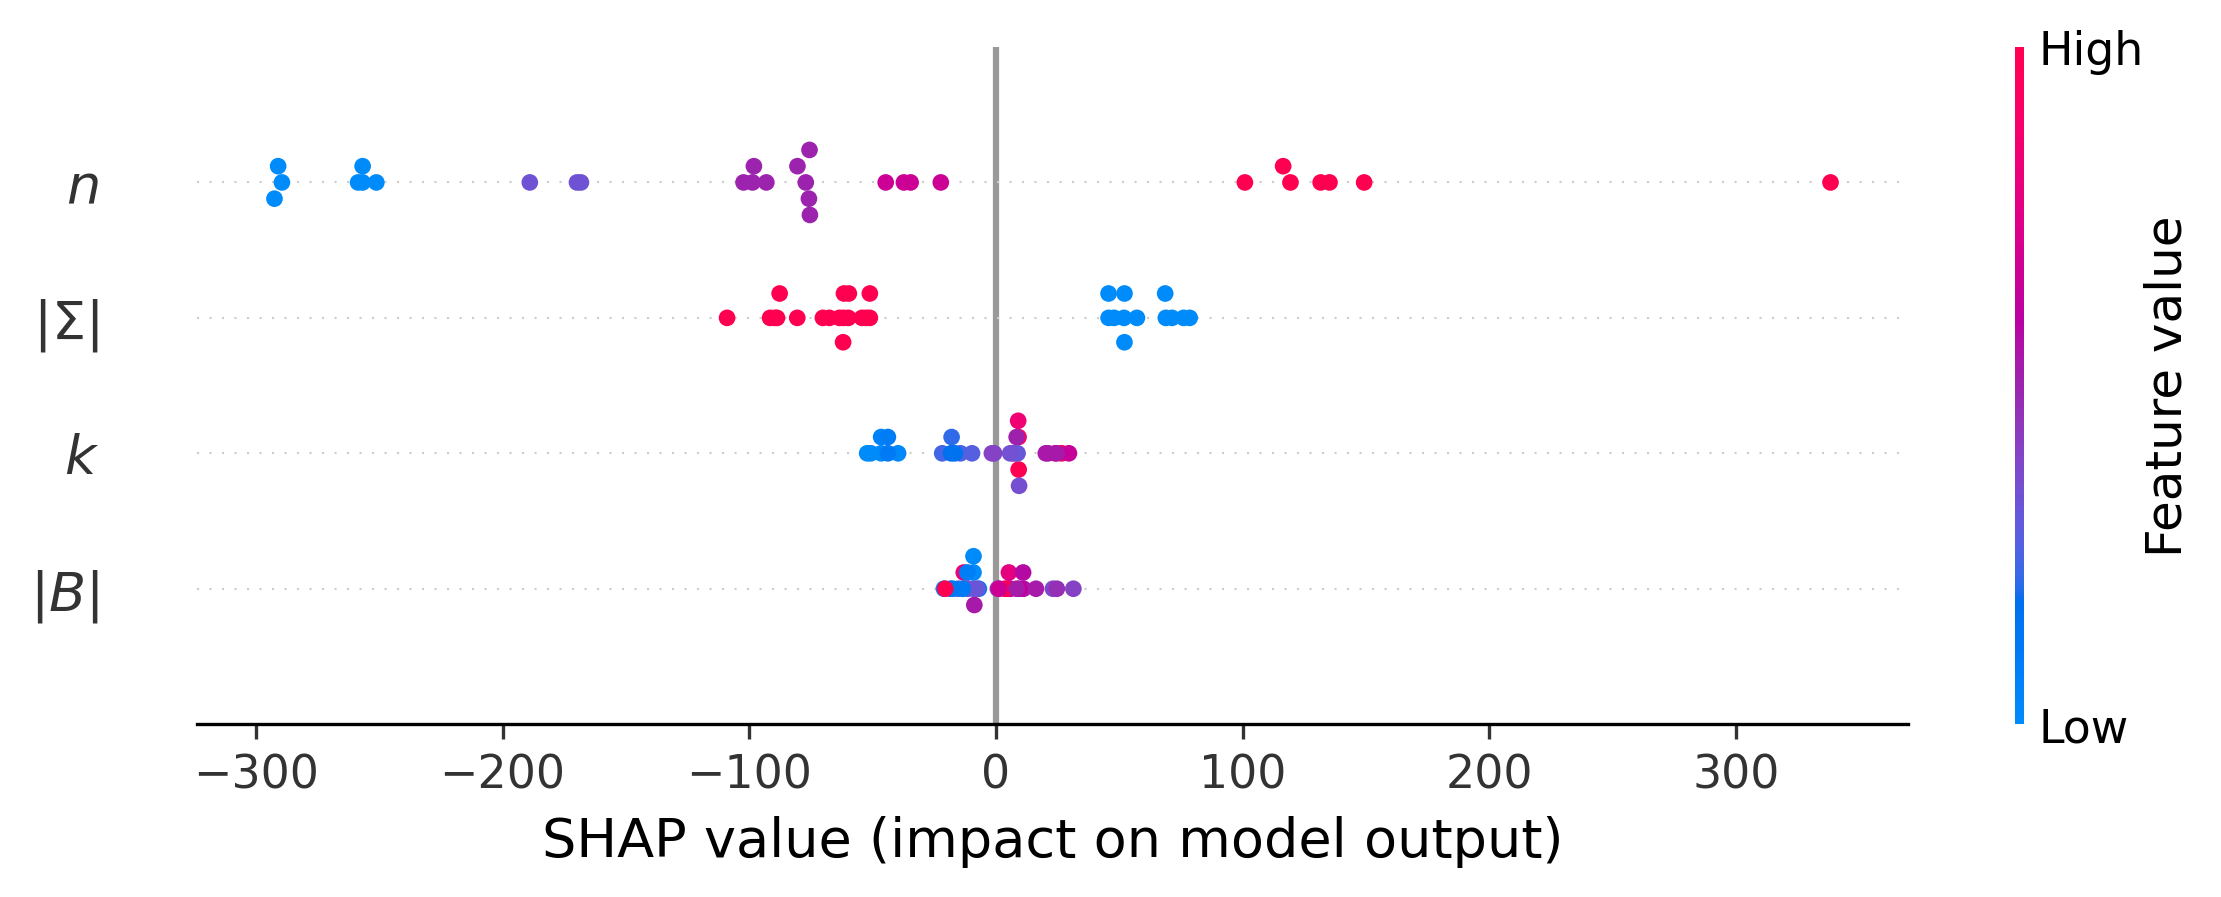 High
n
|Σ|
k
|B|
Feature value
Low
−300 −200 −100 0 100 200 300
SHAP value (impact on model output)